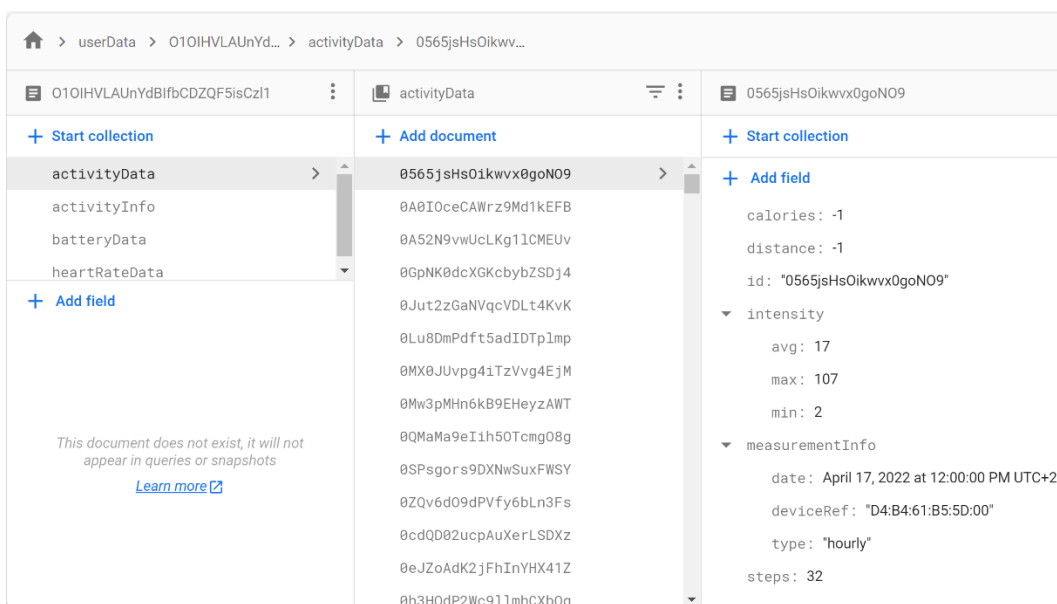 userData > O1OIHVLAUnYd... > activityData > 0565jsHsOikwv...
O1OIHVLAUnYdBIfbCDZQF5isCzl1
Start collection
activityData
activityInfo
batteryData
heartRateData
Add field
This document does not exist, it will not
appear in queries or snapshots
Learn more
activityData
Add document
0565jsHsOikwvx0goNO9
0A0IOceCAWrz9Md1kEFB
0A52N9vwUcLKg1lCMEUv
0GpNK0dcXGKcbybZSDj4
0Jut2zGaNVqcVDLt4KvK
0Lu8DmPdft5adIDTplmp
0MX0JUvpg4iTzVvg4EjM
0Mw3pMHn6kB9EHeyzAWT
0QMaMa9eIih5OTcmgO8g
0SPsgors9DXNwSuxFWSY
0ZQv6dO9dPVfy6bLn3Fs
0cdQD02ucpAuXerLSDXz
0eJZoAdK2jFhInYHX41Z
0565jsHsOikwvx0goNO9
Start collection
Add field
calories: -1
distance: -1
id: "0565jsHsOikwvx0goNO9"
intensity
avg: 17
max: 107
min: 2
measurementInfo
date: April 17, 2022 at 12:00:00 PM UTC+2
deviceRef: "D4:B4:61:B5:5D:00"
type: "hourly"
steps: 32